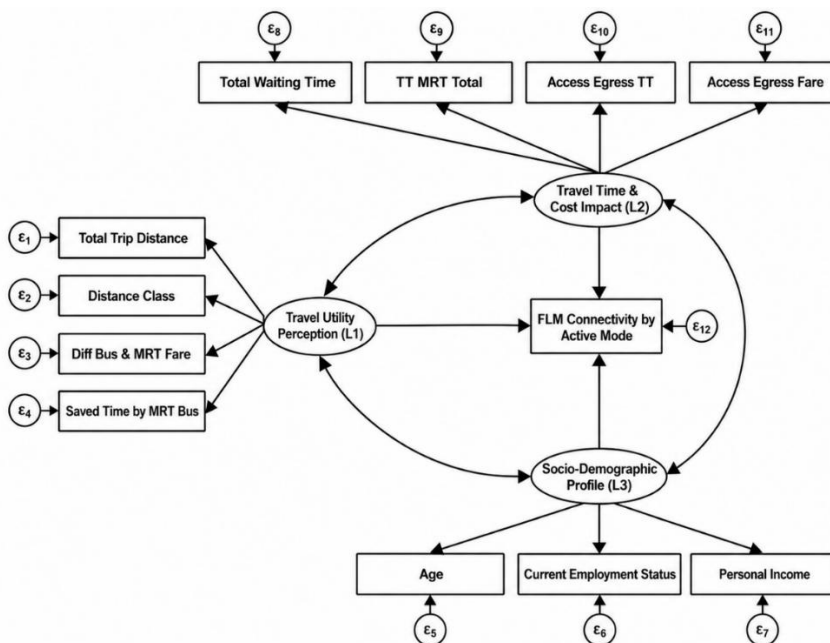 ε8 ε9 ε10 ε11
Total Waiting Time TT MRT Total Access Egress TT Access Egress Fare
Travel Time &
Cost Impact (L2)
ε1 Total Trip Distance
ε2 Distance Class
Travel Utility
Perception (L1)
FLM Connectivity by
Active Mode
ε12
ε3 Diff Bus & MRT Fare
ε4 Saved Time by MRT Bus
Socio-Demographic
Profile (L3)
Age Current Employment Status Personal Income
ε5 ε6 ε7